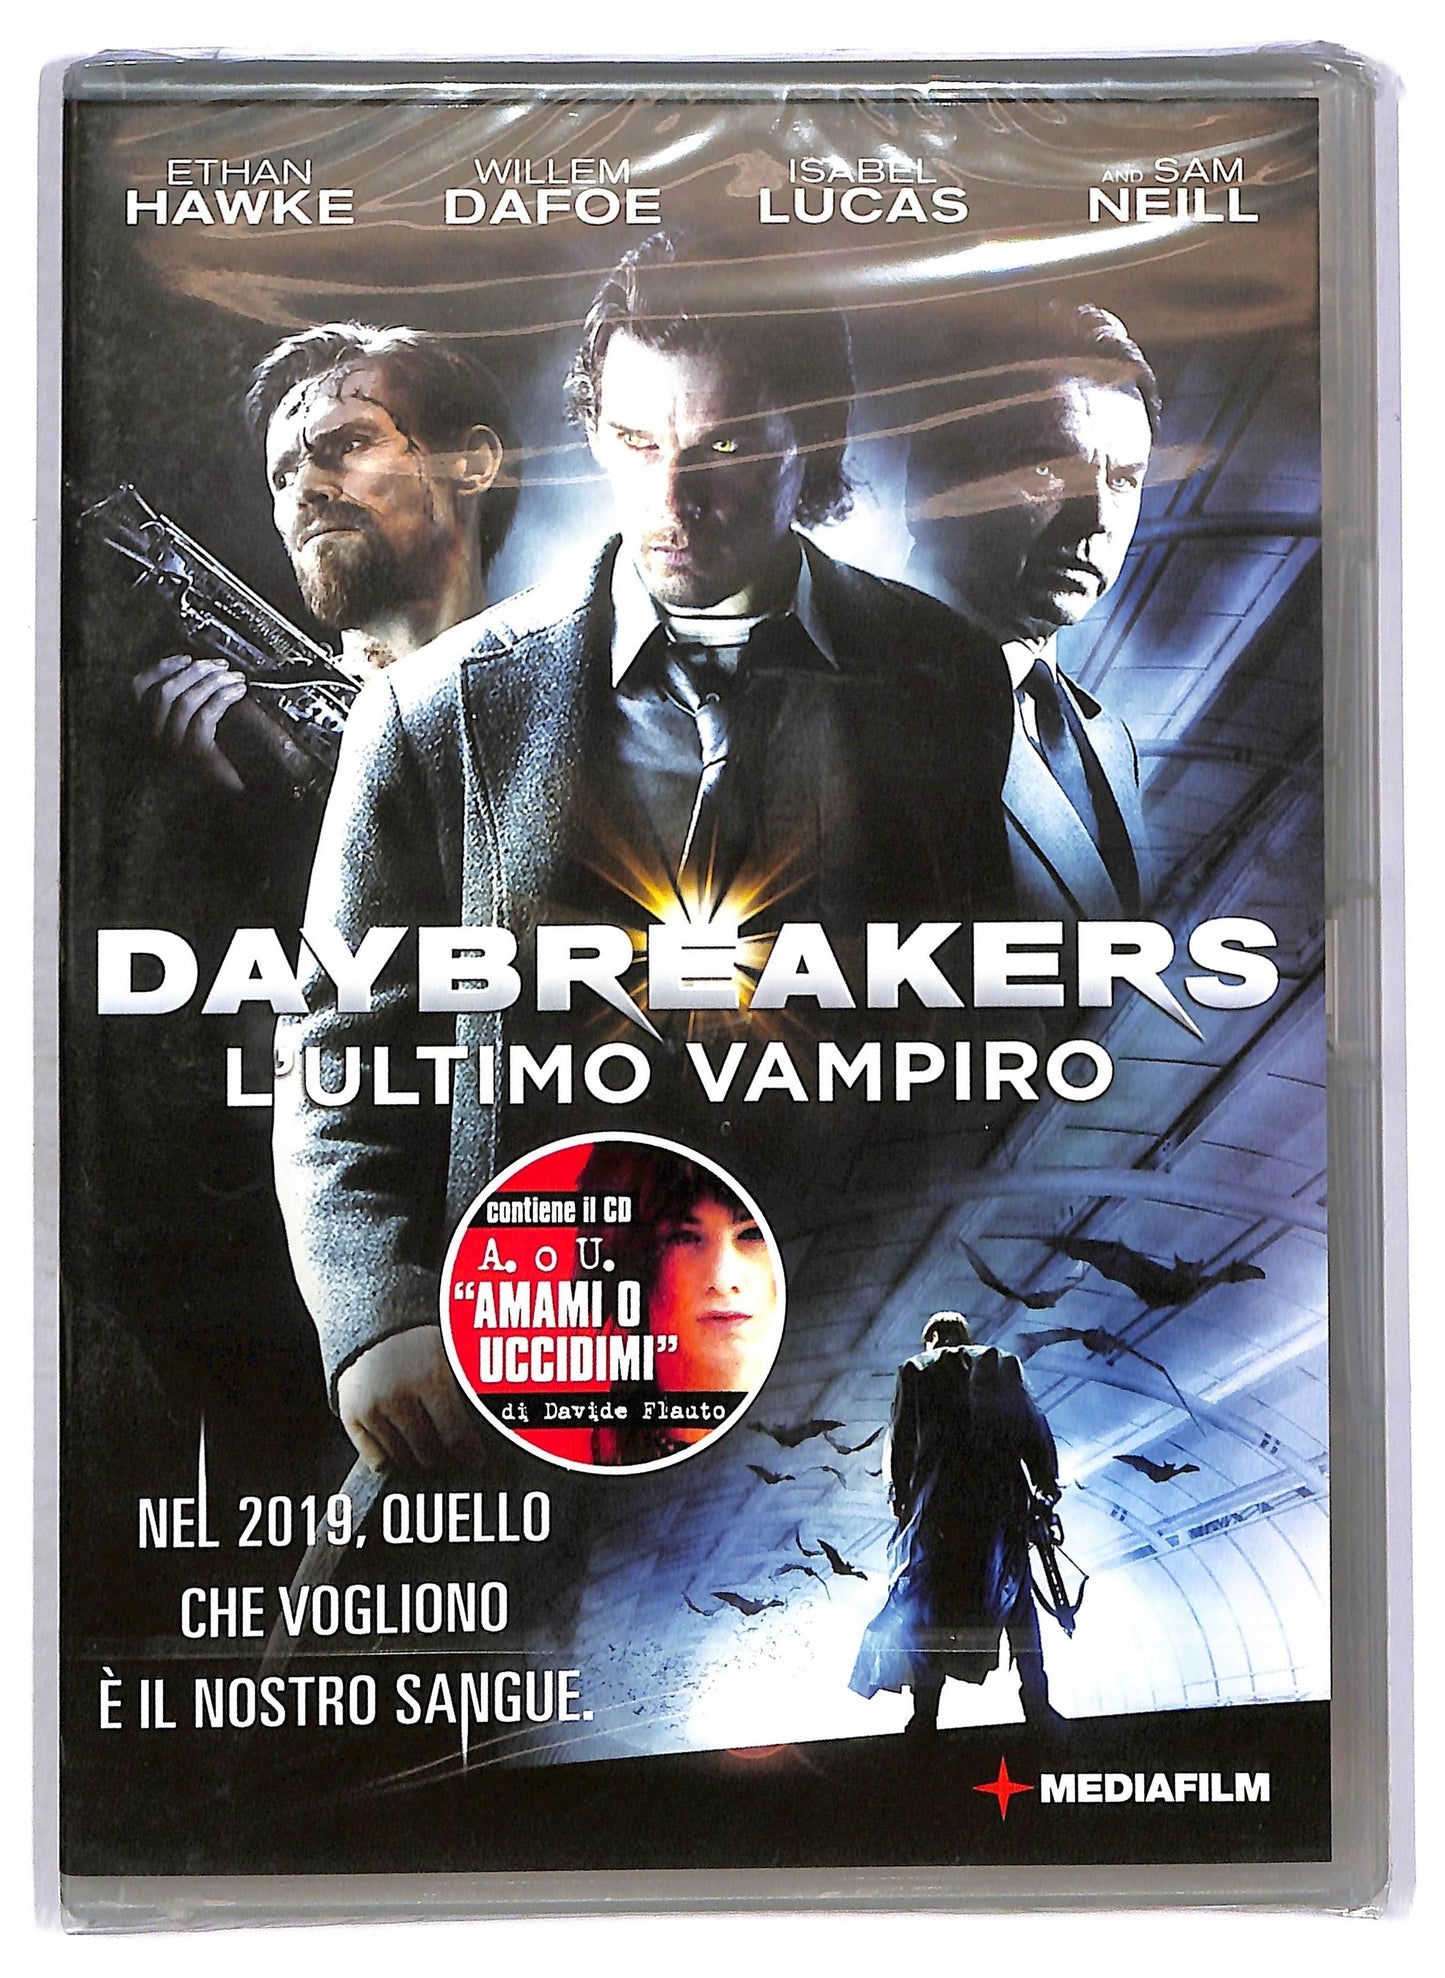 ETHAN WILLEM ISABEL AND SAM
HAWKE DAFOE LUCAS NEILL
DAYBREAKERS
L'ULTIMO VAMPIRO
contiene il CD
A. o U.
"AMAMI O
UCCIDIMI"
di Davide Flauto
NEL 2019, QUELLO
CHE VOGLIONO
È IL NOSTRO SANGUE.
MEDIAFILM